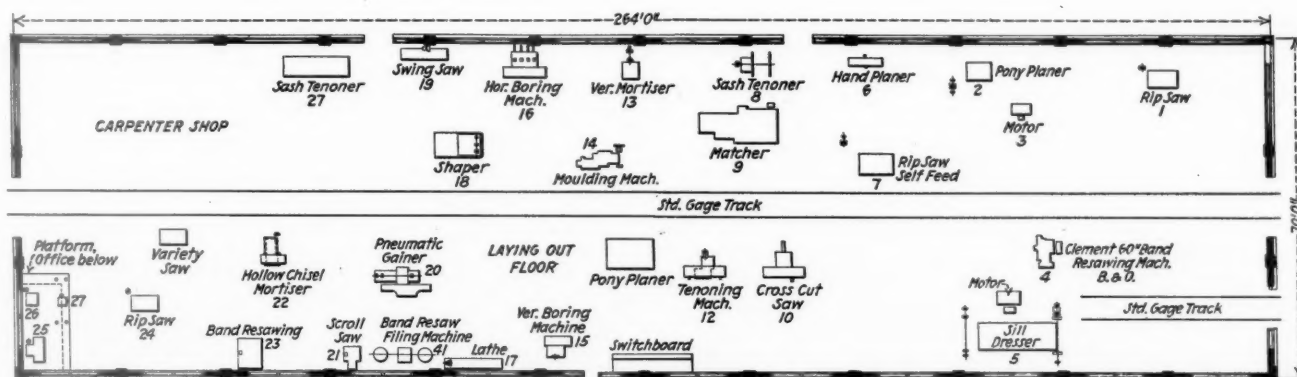 264'0"
Sash Tenoner
27
Swing Saw
19
Hor. Boring
Mach.
16
Ver. Mortiser
13
Sash Tenoner
8
Hand Planer
6
Pony Planer
2
Rip Saw
1
Motor
3
CARPENTER SHOP
Shaper
18
14
Moulding Mach.
Matcher
9
Rip Saw
Self Feed
7
Std. Gage Track
70'0"
Platform,
Office below
Variety
Saw
Hollow Chisel
Mortiser
22
Pneumatic
Gainer
20
LAYING OUT
FLOOR
Pony Planer
Tenoning
Mach.
12
Cross Cut
Saw
10
Clement 60" Band
Resawing Mach.
B. & O.
4
Motor
Std. Gage Track
26
27
25
Rip Saw
24
Band Resawing
23
Scroll
Saw
21
Band Resaw
Filing Machine
41
Lathe
17
Ver. Boring
Machine
15
Switchboard
Sill
Dresser
5